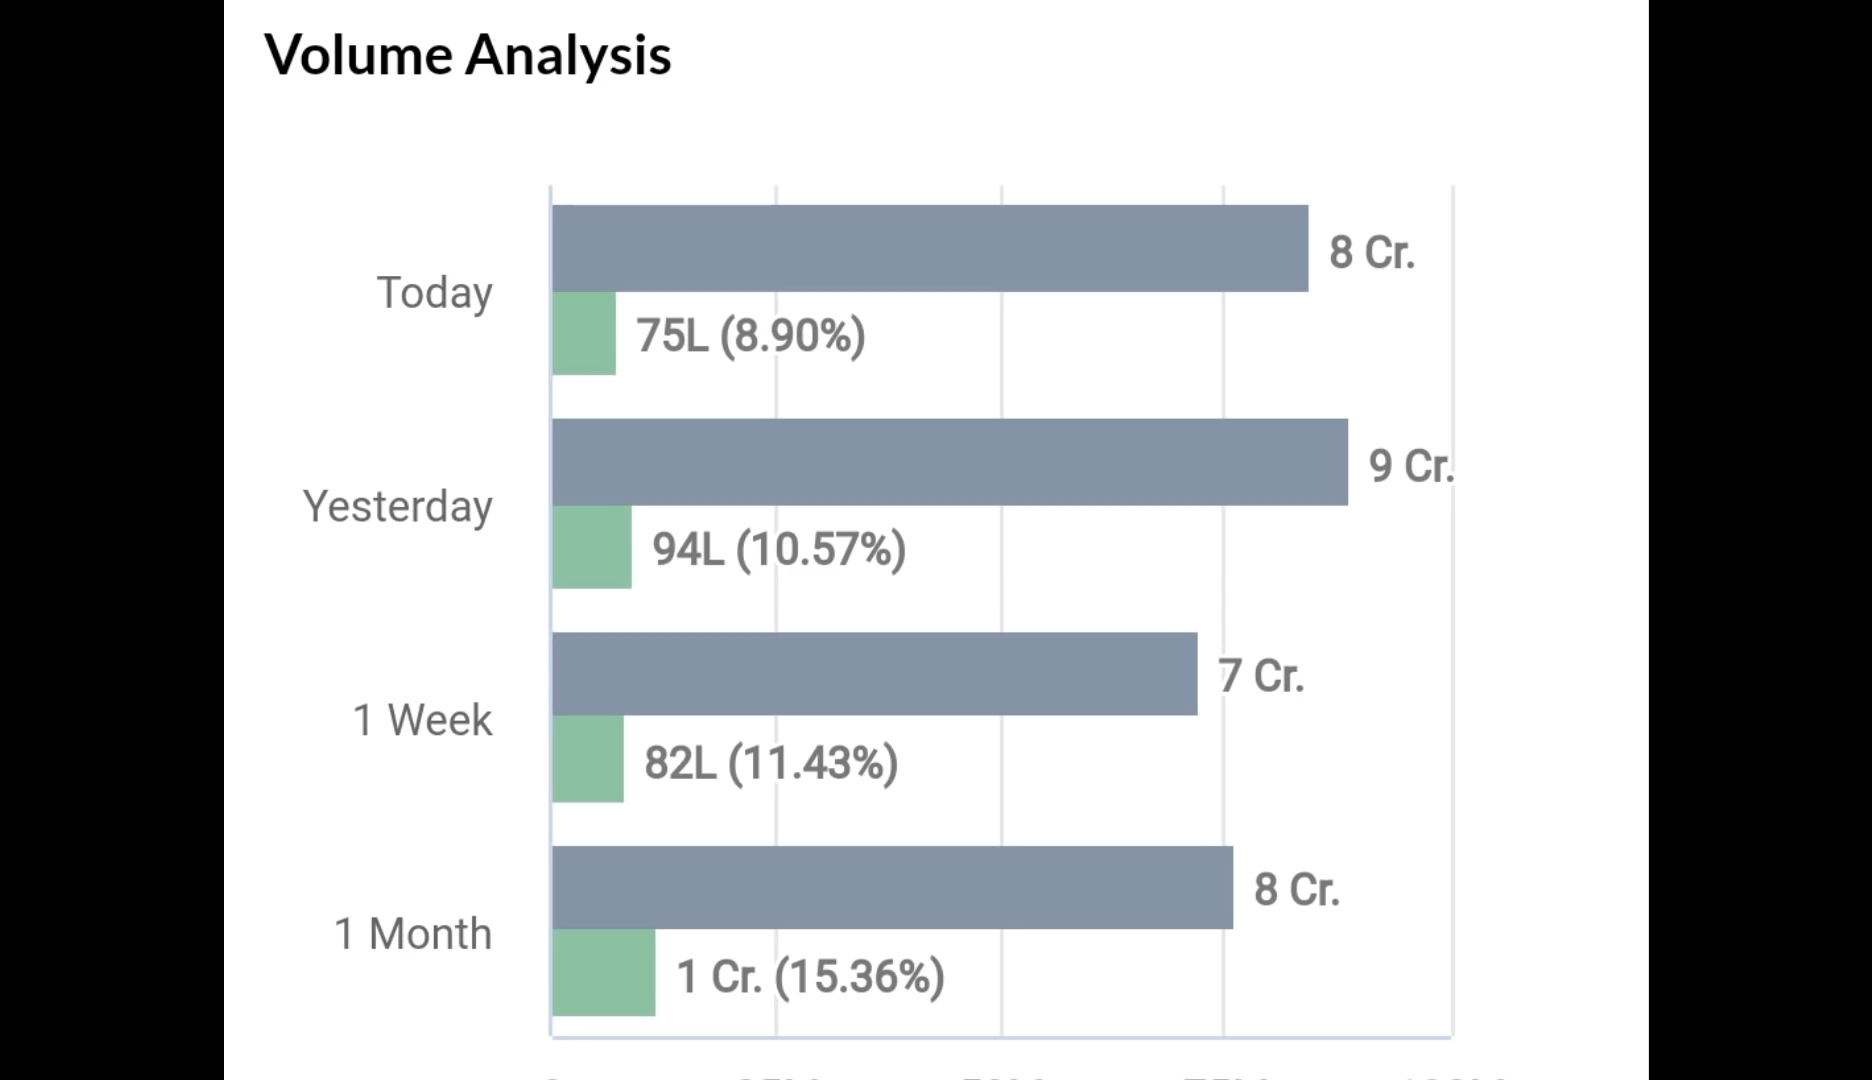 Volume Analysis
Today
8 Cr.
75L (8.90%)
Yesterday
9 Cr.
94L (10.57%)
1 Week
7 Cr.
82L (11.43%)
1 Month
8 Cr.
1 Cr. (15.36%)